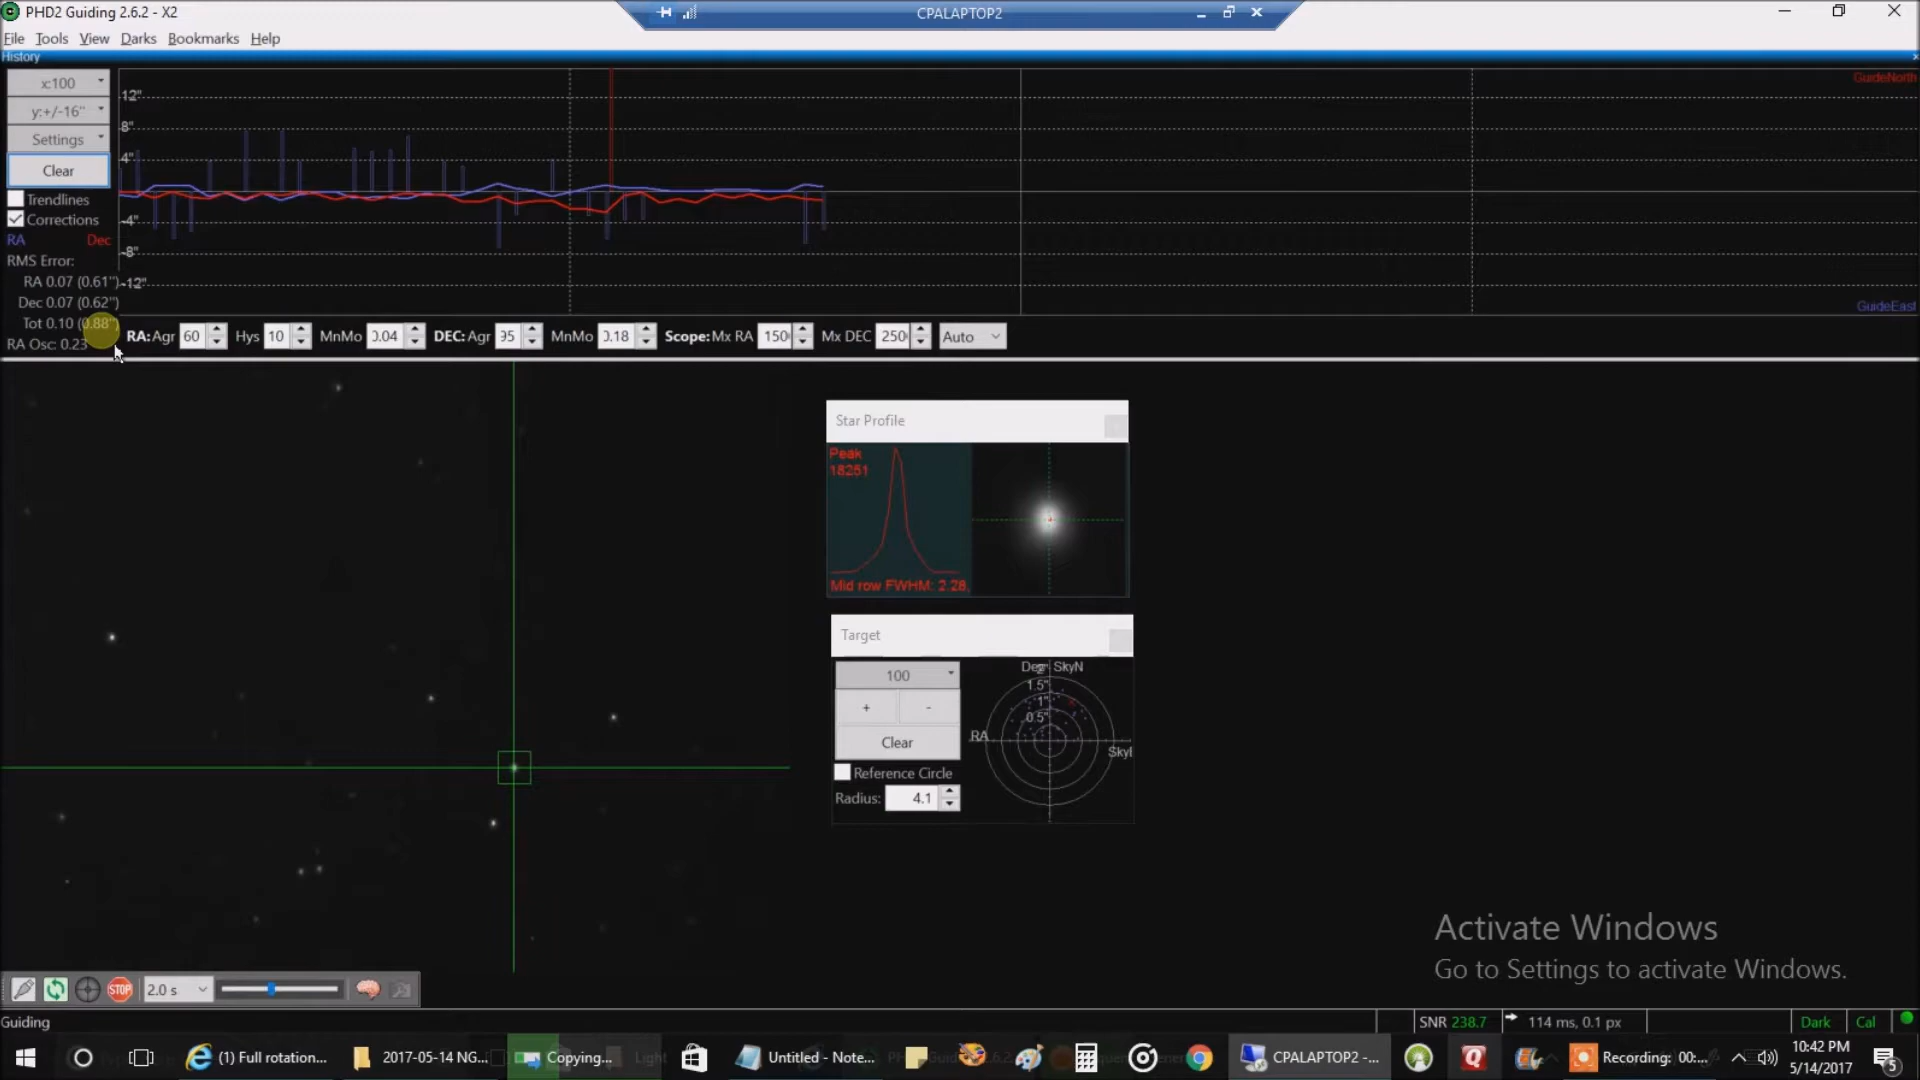 PHD2 Guiding 2.6.2 - X2
CPALAPTOP2
File Tools View Darks Bookmarks Help
History
x:100
y:+/-16"
Settings
Clear
Trendlines
Corrections
RA Dec
RMS Error:
RA 0.07 (0.61")
Dec 0.07 (0.62")
Tot 0.10 (0.88")
RA Osc: 0.23
12"
8"
4"
-4"
-8"
-12"
GuideNorth
GuideEast
RA: Agr 60 Hys 10 MnMo 0.04 DEC: Agr 95 MnMo 0.18 Scope: Mx RA 150 Mx DEC 250 Auto
Star Profile
Peak
18251
Mid row FWHM: 2.28,
Target
100
+ -
Clear
Reference Circle
Radius: 4.1
Dec SkyN
1.5"
1"
0.5"
RA
SkyE
Activate Windows
Go to Settings to activate Windows.
STOP 2.0 s
Guiding
SNR 238.7 114 ms, 0.1 px Dark Cal
(1) Full rotation... 2017-05-14 NG... Copying... Light Untitled - Note... CPALAPTOP2 -... Recording: 00:...
10:42 PM
5/14/2017
5